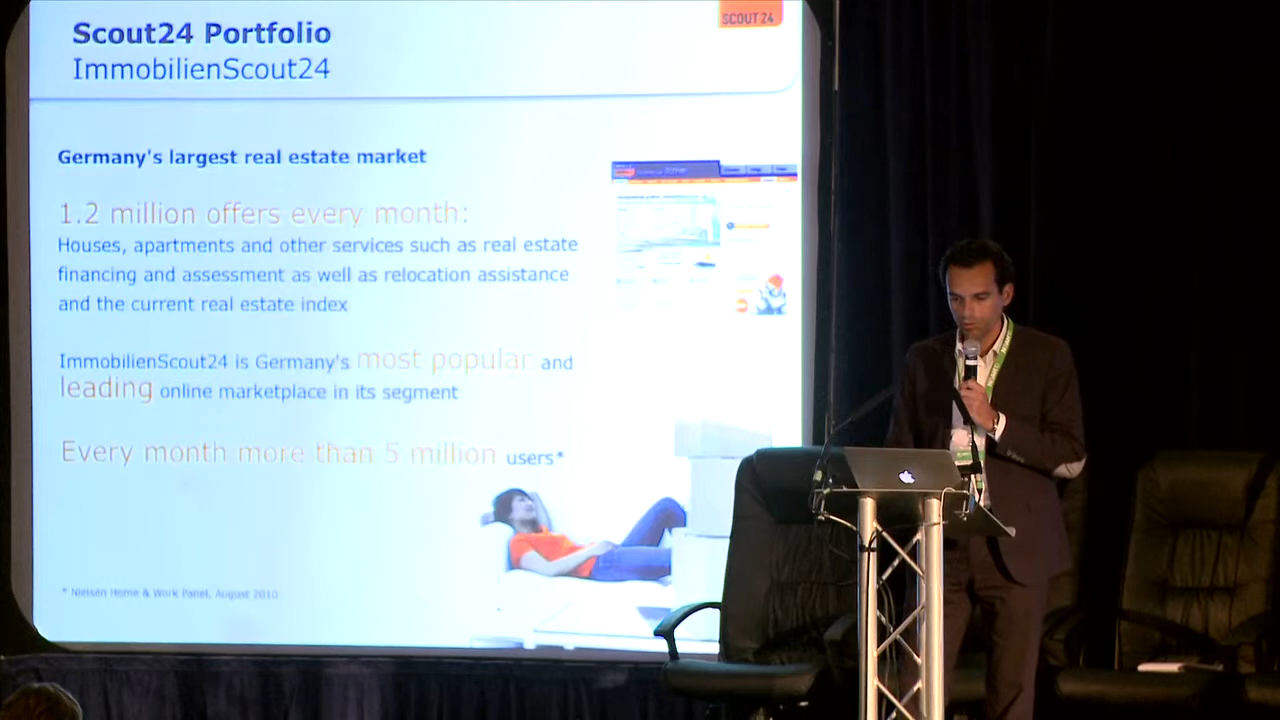 Scout24 Portfolio
ImmobilienScout24
SCOUT 24
Germany's largest real estate market
1.2 million offers every month:
Houses, apartments and other services such as real estate
financing and assessment as well as relocation assistance
and the current real estate index
ImmobilienScout24 is Germany's most popular and
leading online marketplace in its segment
Every month more than 5 million users*
* Nielsen Home & Work Panel, August 2010